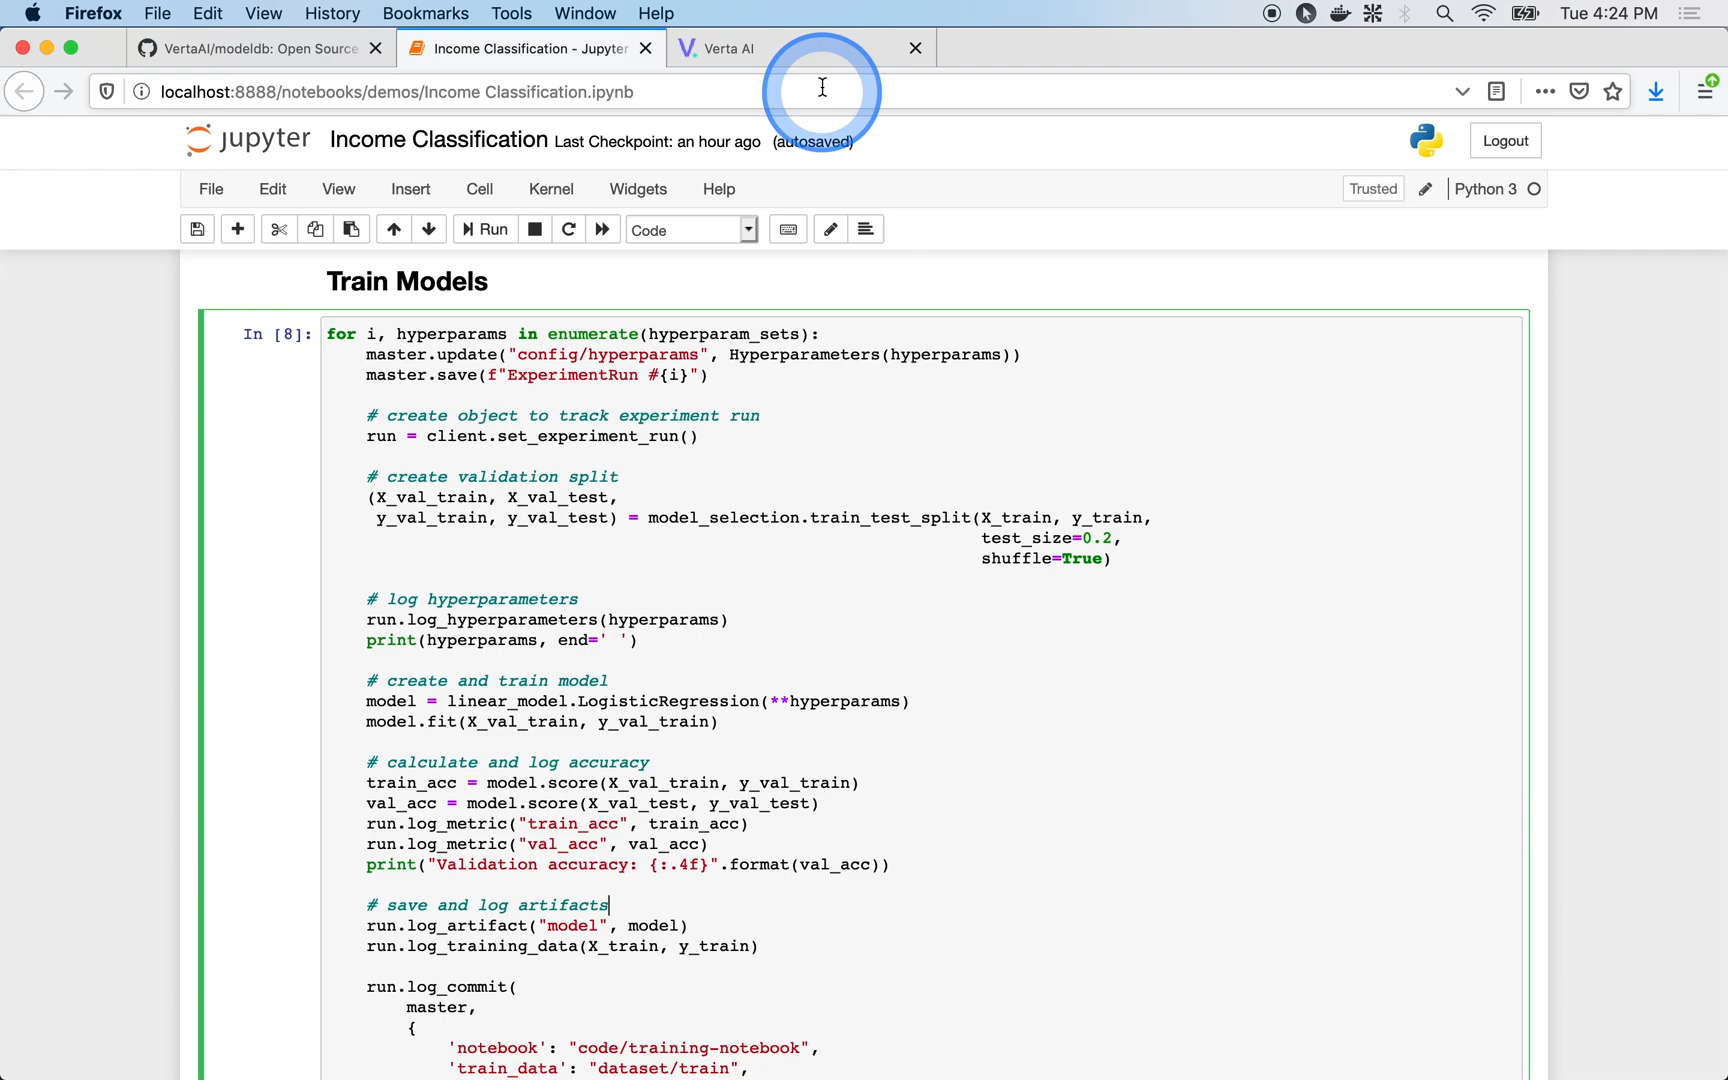 Firefox File Edit View History Bookmarks Tools Window Help Tue 4:24 PM
VertaAI/modeldb: Open Source Income Classification - Jupyter Verta AI
localhost:8888/notebooks/demos/Income Classification.ipynb
jupyter Income Classification Last Checkpoint: an hour ago (autosaved) Logout
File Edit View Insert Cell Kernel Widgets Help Trusted Python 3
Run Code
Train Models
In [8]: for i, hyperparams in enumerate(hyperparam_sets):
master.update("config/hyperparams", Hyperparameters(hyperparams))
master.save(f"ExperimentRun #{i}")
# create object to track experiment run
run = client.set_experiment_run()
# create validation split
(X_val_train, X_val_test,
y_val_train, y_val_test) = model_selection.train_test_split(X_train, y_train,
test_size=0.2,
shuffle=True)
# log hyperparameters
run.log_hyperparameters(hyperparams)
print(hyperparams, end=' ')
# create and train model
model = linear_model.LogisticRegression(**hyperparams)
model.fit(X_val_train, y_val_train)
# calculate and log accuracy
train_acc = model.score(X_val_train, y_val_train)
val_acc = model.score(X_val_test, y_val_test)
run.log_metric("train_acc", train_acc)
run.log_metric("val_acc", val_acc)
print("Validation accuracy: {:.4f}".format(val_acc))
# save and log artifacts
run.log_artifact("model", model)
run.log_training_data(X_train, y_train)
run.log_commit(
master,
{
'notebook': "code/training-notebook",
'train_data': "dataset/train",